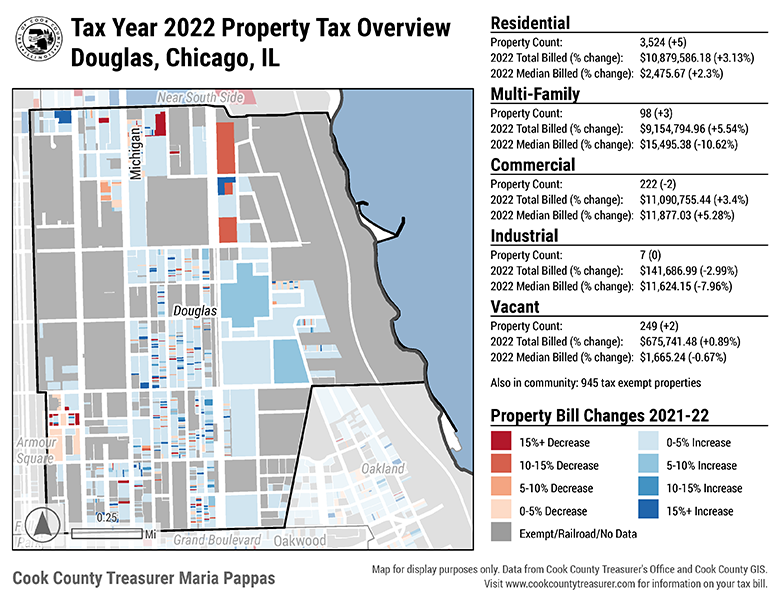 Tax Year 2022 Property Tax Overview
Douglas, Chicago, IL
Near South Side
Michigan
Douglas
Armour
Square
Oakland
0.25
Mi
Grand Boulevard
Oakwood
Cook County Treasurer Maria Pappas
Residential
Property Count: 3,524 (+5)
2022 Total Billed (% change): $10,879,586.18 (+3.13%)
2022 Median Billed (% change): $2,475.67 (+2.3%)
Multi-Family
Property Count: 98 (+3)
2022 Total Billed (% change): $9,154,794.96 (+5.54%)
2022 Median Billed (% change): $15,495.38 -10.62%)
Commercial
Property Count: 222 (-2)
2022 Total Billed (% change): $11,090,755.44 (+3.4%)
2022 Median Billed (% change): $11,877.03 (+5.28%)
Industrial
Property Count: 7 (0)
2022 Total Billed (% change): $141,686.99 (-2.99%)
2022 Median Billed (% change): $11,624.15 (-7.96%)
Vacant
Property Count: 249 (+2)
2022 Total Billed (% change): $675,741.48 (+0.89%)
2022 Median Billed (% change): $1,665.24 (-0.67%)
Also in community: 945 tax exempt properties
Property Bill Changes 2021-22
15%+ Decrease
10-15% Decrease
5-10% Decrease
0-5% Decrease
Exempt/Railroad/No Data
0-5% Increase
5-10% Increase
10-15% Increase
15%+ Increase
Map for display purposes only. Data from Cook County Treasurer's Office and Cook County GIS.
Visit www.cookcountytreasurer.com for information on your tax bill.